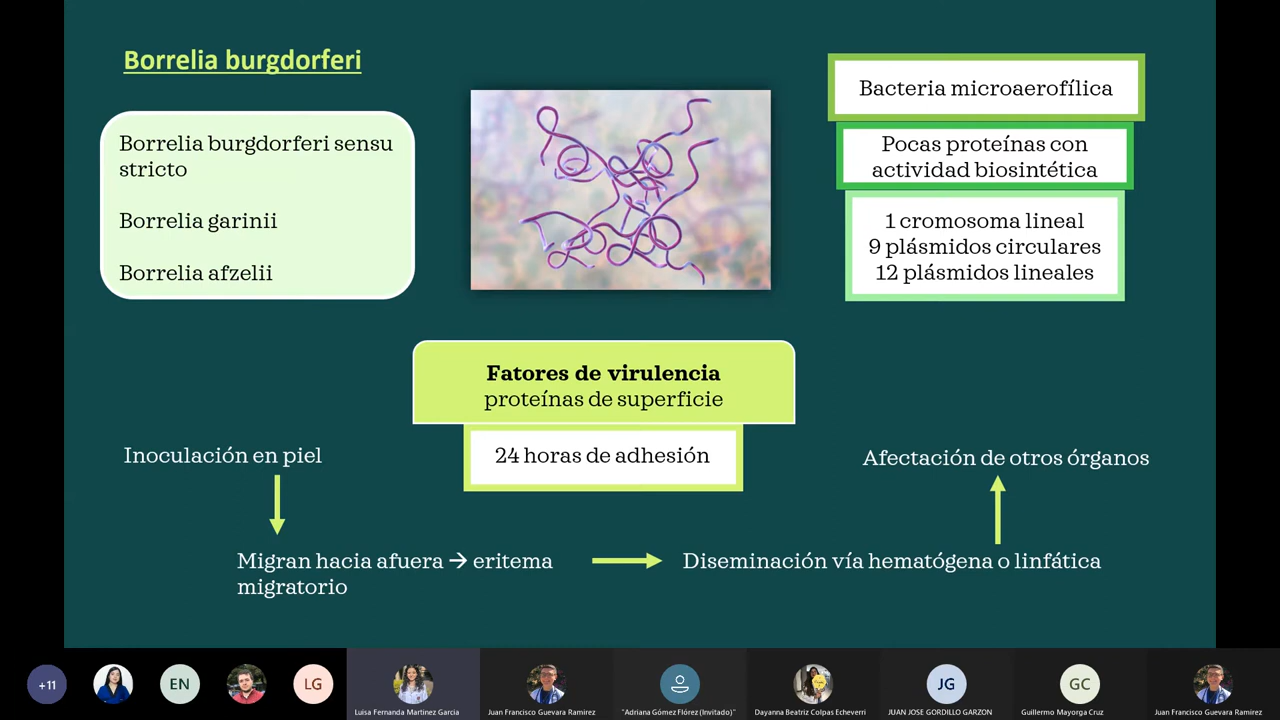 Borrelia burgdorferi
Borrelia burgdorferi sensu
stricto
Borrelia garinii
Borrelia afzelii
Bacteria microaerofílica
Pocas proteínas con
actividad biosintética
1 cromosoma lineal
9 plásmidos circulares
12 plásmidos lineales
Fatores de virulencia
proteínas de superficie
24 horas de adhesión
Inoculación en piel
Migran hacia afuera → eritema
migratorio
Diseminación vía hematógena o linfática
Afectación de otros órganos
+11
EN
LG
JG
GC
Luisa Fernanda Martinez Garcia
Juan Francisco Guevara Ramirez
"Adriana Gómez Flórez (Invitado)"
Dayanna Beatriz Colpas Echeverri
JUAN JOSE GORDILLO GARZON
Guillermo Mayorga Cruz
Juan Francisco Guevara Ramirez